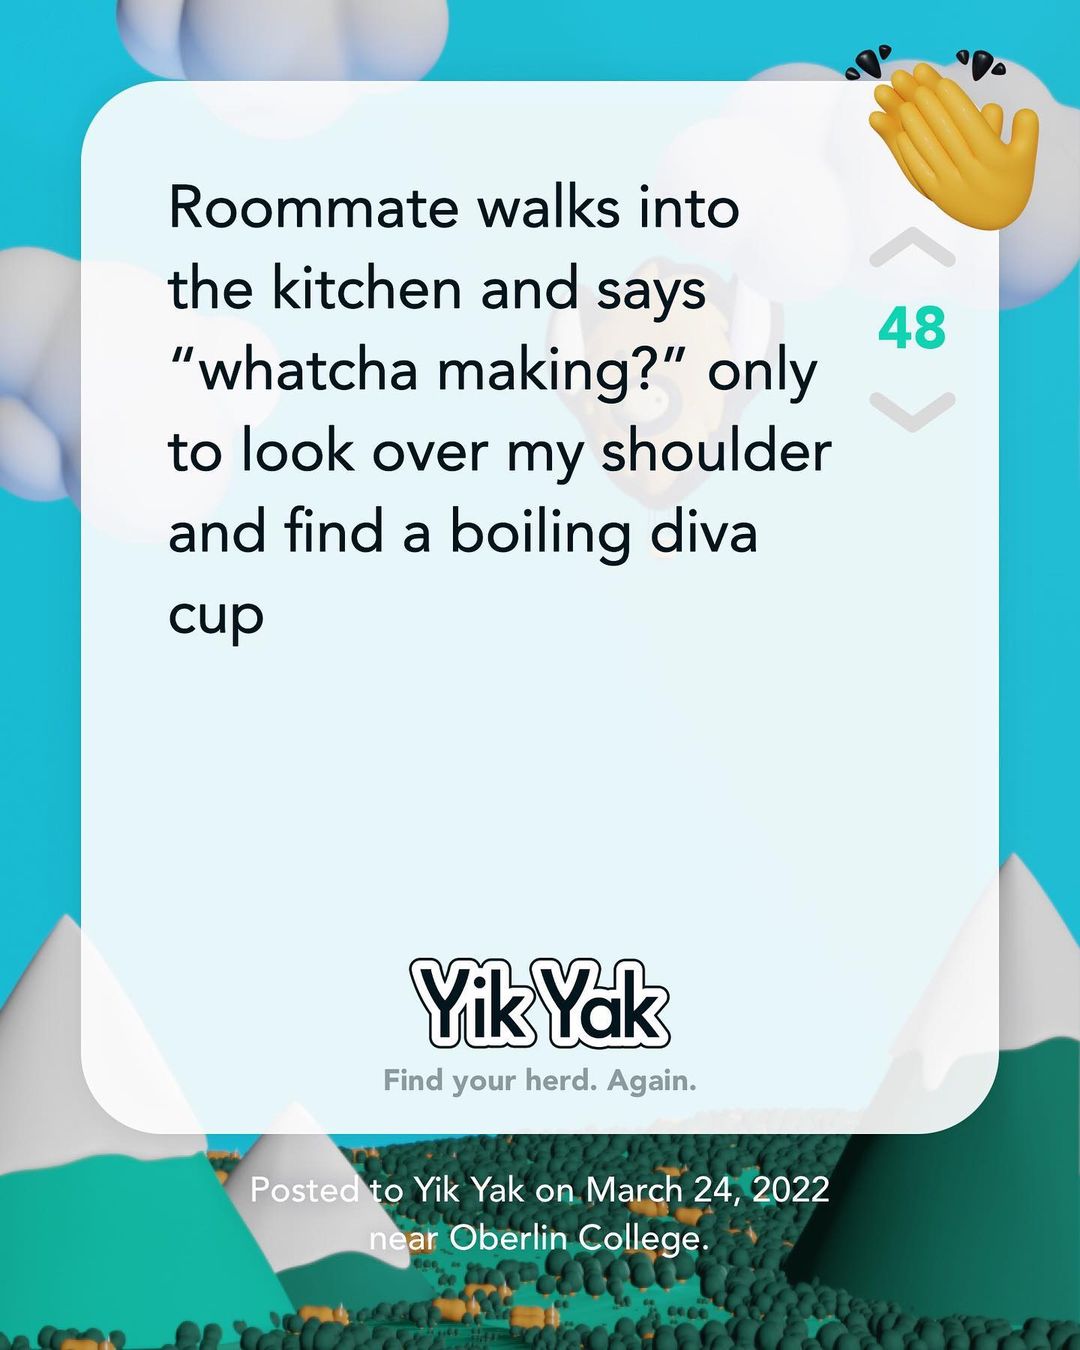 Roommate walks into
the kitchen and says
“whatcha making?” only
to look over my shoulder
and find a boiling diva
cup
48
Yik Yak
Find your herd. Again.
Posted to Yik Yak on March 24, 2022
near Oberlin College.